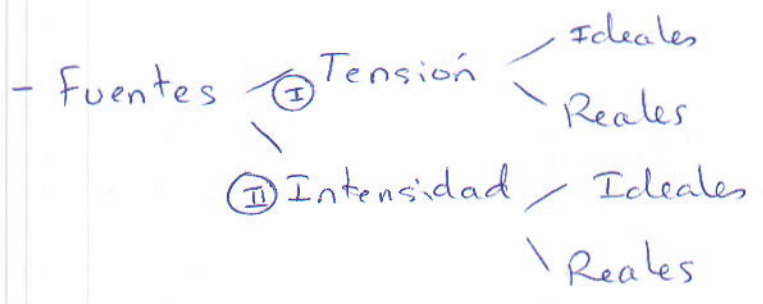 Ideales
- Fuentes I Tensión
Reales
II Intensidad Ideales
Reales